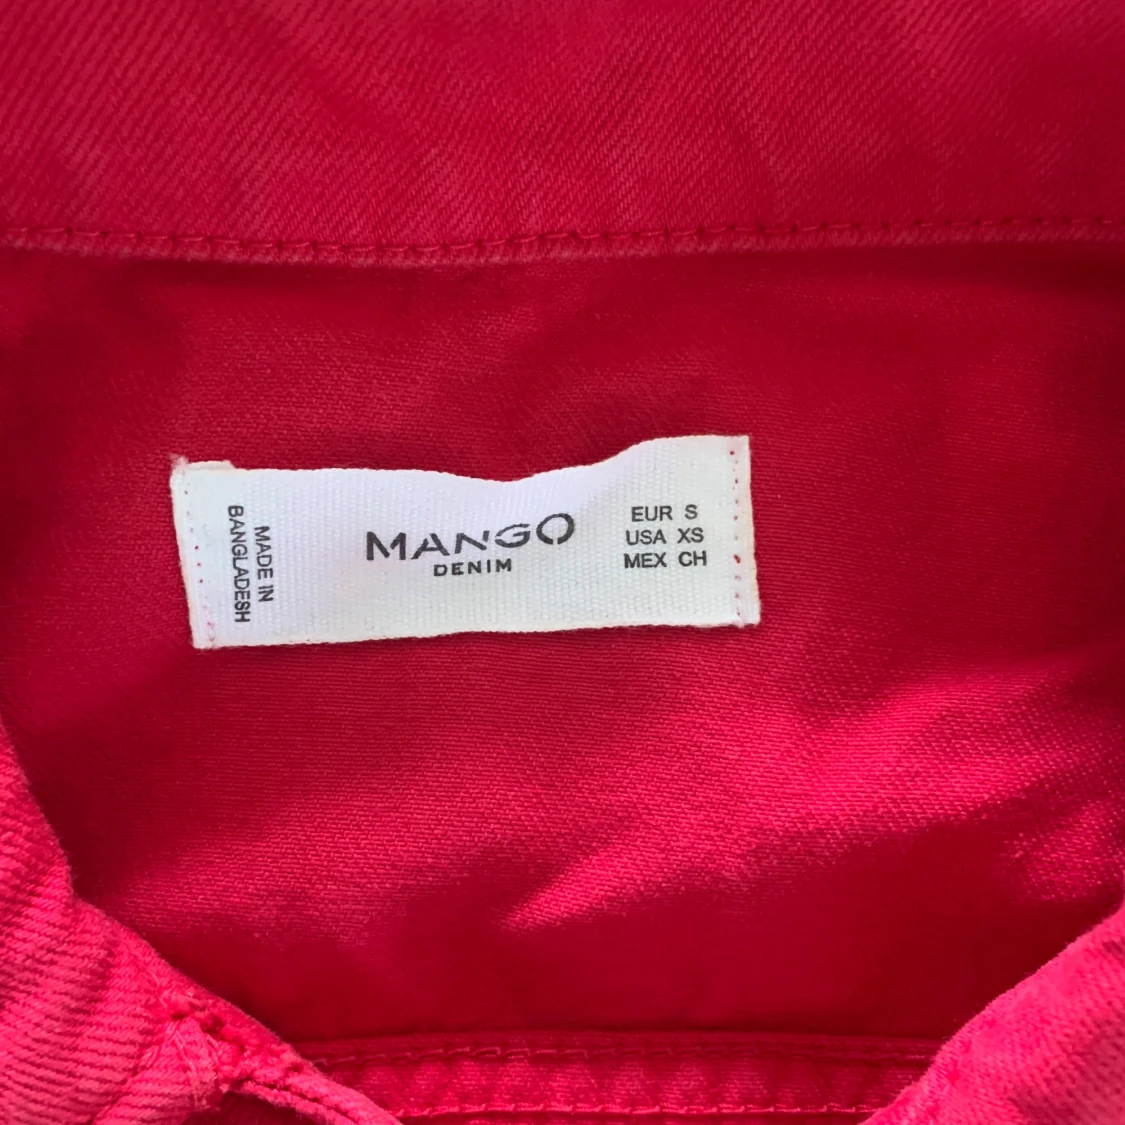 MADE IN
BANGLADESH
MANGO
DENIM
EUR S
USA XS
MEX CH